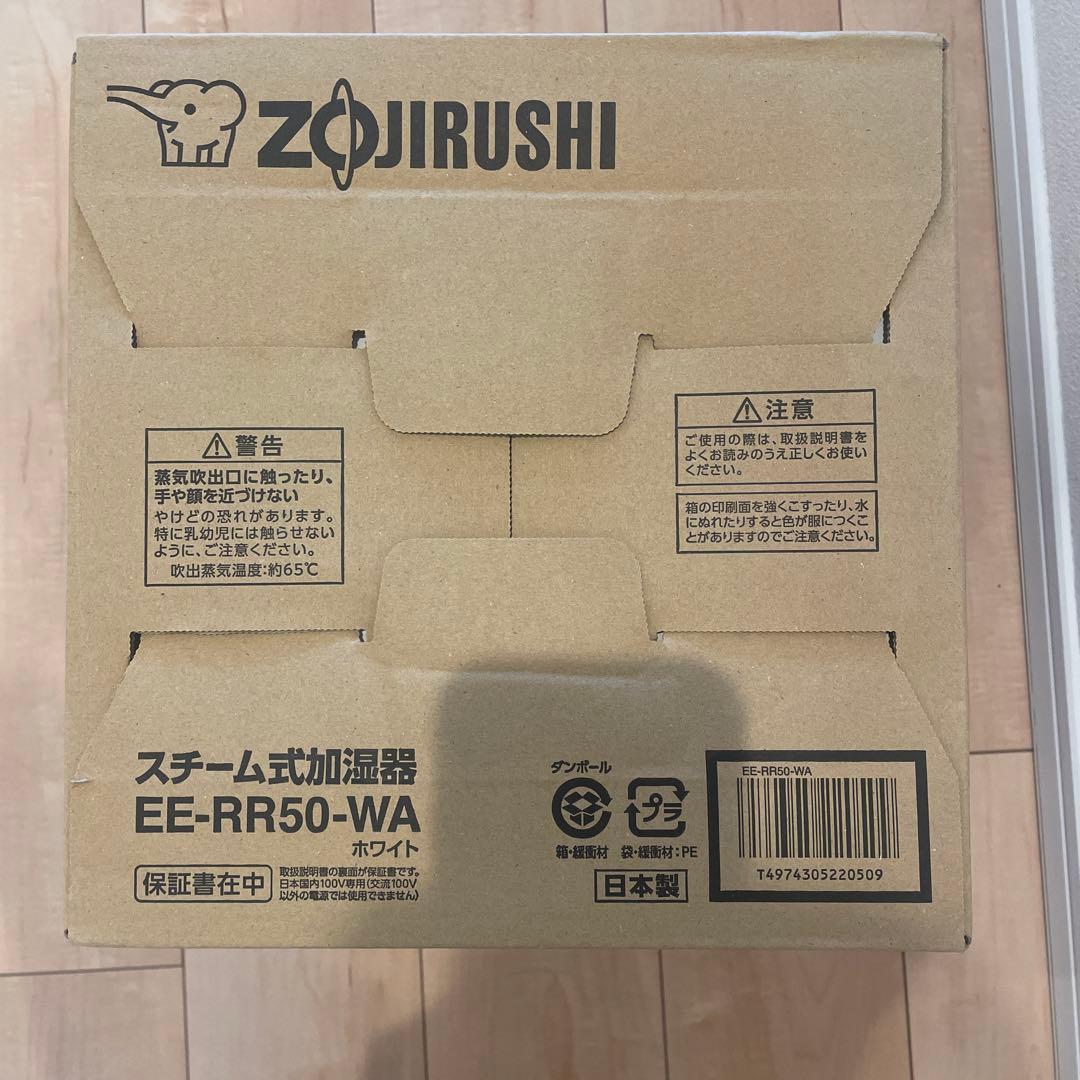 ZOJIRUSHI
警告
蒸気吹出口に触ったり、
手や顔を近づけない
やけどの恐れがあります。
特に乳幼児には触らせない
ように、ご注意ください。
吹出蒸気温度:約65℃
注意
ご使用の際は、取扱説明書を
よくお読みのうえ正しくお使い
ください。
箱の印刷面を強くこすったり、水
にぬれたりすると色が服につくこ
とがありますのでご注意ください。
スチーム式加湿器
EE-RR50-WA
ホワイト
保証書在中
取扱説明書の裏面が保証書です。
日本国内100V専用(交流100V
以外の電源では使用できません)
ダンボール
箱・緩衝材
プラ
袋・緩衝材:PE
日本製
EE-RR50-WA
T4974305220509